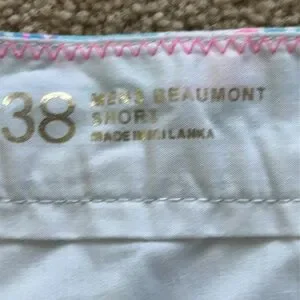 38
MENS BEAUMONT
SHORT
MADE IN SRI LANKA